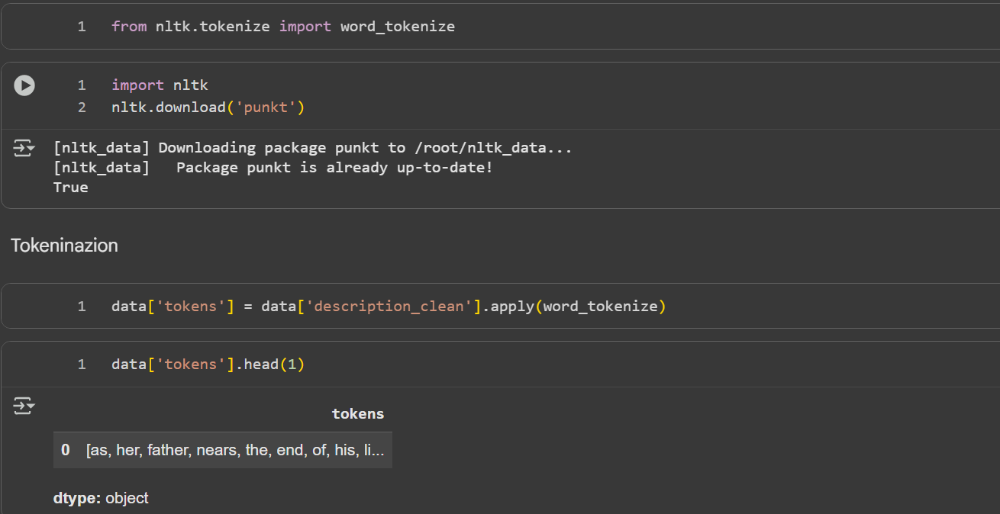 1 from nltk.tokenize import word_tokenize
1 import nltk
2 nltk.download('punkt')
[nltk_data] Downloading package punkt to /root/nltk_data...
[nltk_data]   Package punkt is already up-to-date!
True
Tokeninazion
1 data['tokens'] = data['description_clean'].apply(word_tokenize)
1 data['tokens'].head(1)
tokens
0 [as, her, father, nears, the, end, of, his, li...
dtype: object